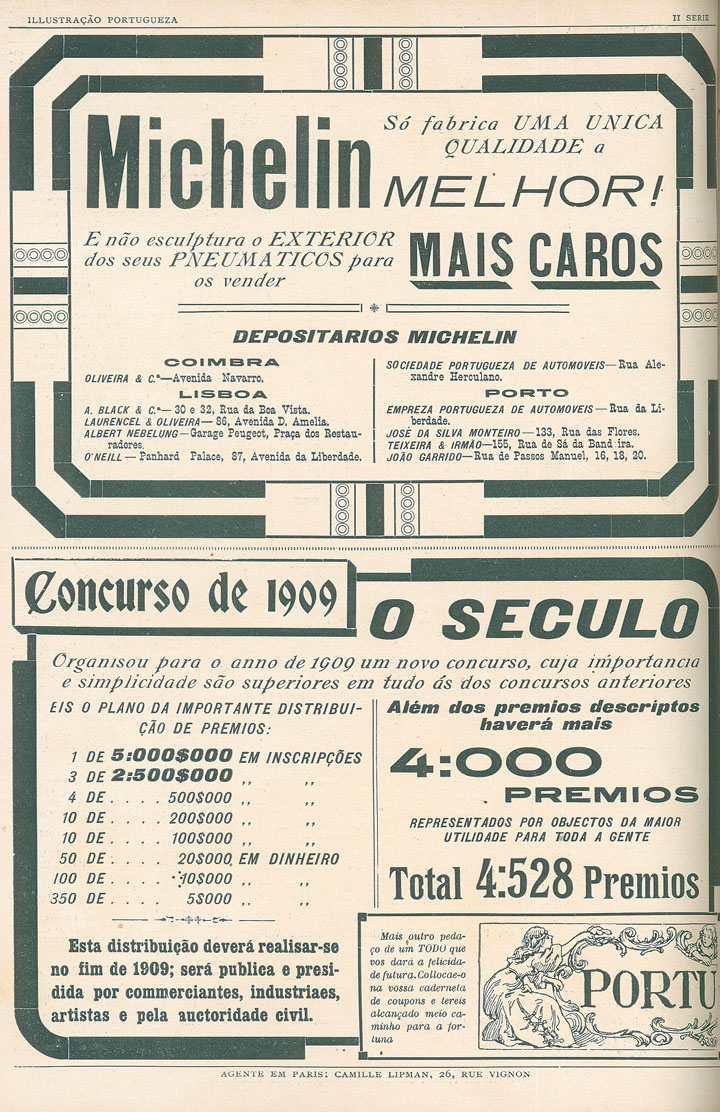 ILLUSTRAÇÃO PORTUGUEZA
II SERIE
Michelin
Só fabrica UMA UNICA
QUALIDADE a
MELHOR!
E não esculptura o EXTERIOR
dos seus PNEUMATICOS para
os vender
MAIS CAROS
DEPOSITARIOS MICHELIN
COIMBRA
OLIVEIRA & C.ª—Avenida Navarro.
LISBOA
A. BLACK & C.ª— 30 e 32, Rua da Boa Vista.
LAURENCEL & OLIVEIRA— 86, Avenida D. Amelia.
ALBERT NEBELUNG—Garage Peugeot, Praça dos Restau-
radores.
O'NEILL — Panhard Palace, 87, Avenida da Liberdade.
SOCIEDADE PORTUGUEZA DE AUTOMOVEIS—Rua Ale-
xandre Herculano.
PORTO
EMPREZA PORTUGUEZA DE AUTOMOVEIS—Rua da Li-
berdade.
JOSÉ DA SILVA MONTEIRO—133, Rua das Flores.
TEIXEIRA & IRMÃO—155, Rua de Sá da Band ira.
JOÃO GARRIDO—Rua de Passos Manuel, 16, 18, 20.
Concurso de 1909
O SECULO
Organisou para o anno de 1909 um novo concurso, cuja importancia
e simplicidade são superiores em tudo ás dos concursos anteriores
EIS O PLANO DA IMPORTANTE DISTRIBUI-
ÇÃO DE PREMIOS:
1 DE 5:000$000 EM INSCRIPÇÕES
3 DE 2:500$000 ,, ,,
4 DE.... 500$000 ,, ,,
10 DE.... 200$000 ,, ,,
10 DE.... 100$000 ,, ,,
50 DE.... 20$000 EM DINHEIRO
100 DE.... 10$000 ,, ,,
350 DE.... 5$000 ,, ,,
Esta distribuição deverá realisar-se
no fim de 1909; será publica e presi-
dida por commerciantes, industriaes,
artistas e pela auctoridade civil.
Além dos premios descriptos
haverá mais
4:000
PREMIOS
REPRESENTADOS POR OBJECTOS DA MAIOR
UTILIDADE PARA TODA A GENTE
Total 4:528 Premios
Mais outro peda-
ço de um TODO que
vos dará a felicida-
de futura. Collocae-o
na vossa caderneta
de coupons e tereis
alcançado meio ca-
minho para a for-
tuna
PORTU
AGENTE EM PARIS: CAMILLE LIPMAN, 26, RUE VIGNON